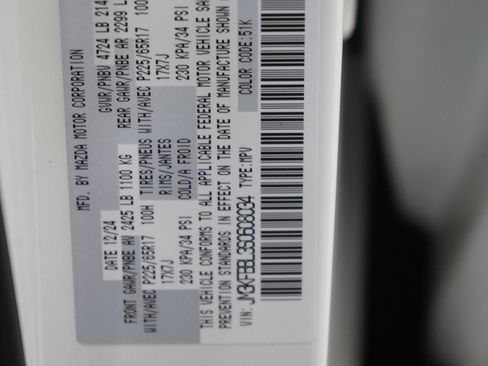 MFD. BY MAZDA MOTOR CORPORATION
DATE 12/24 GVWR/PNBV 4724 LB 214
FRONT GAWR/PNBE AV 2425 LB 1100 KG REAR GAWR/PNBE AR 2299 L
WITH/AVEC P225/65R17 100H TIRES/PNEUS WITH/AVEC P225/65R17 100
17X7J RIMS/JANTES 17X7J
230 KPA/34 PSI COLD/A FROID 230 KPA/34 PSI
THIS VEHICLE CONFORMS TO ALL APPLICABLE FEDERAL MOTOR VEHICLE SA
PREVENTION STANDARDS IN EFFECT ON THE DATE OF MANUFACTURE SHOWN
VIN: TYPE:MPV COLOR CODE:51K